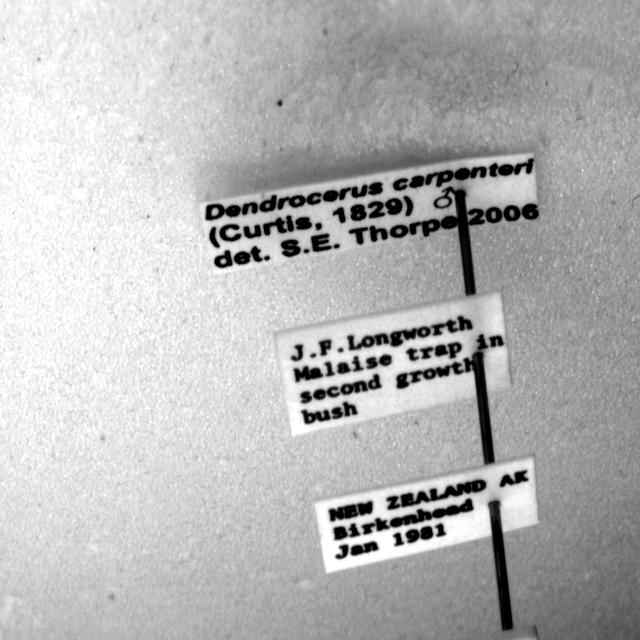 Dendrocerus carpenteri
(Curtis, 1829) ♂
det. S.E. Thorpe 2006
J.F.Longworth
Malaise trap in
second growth
bush
NEW ZEALAND AK
Birkenhead
Jan 1981